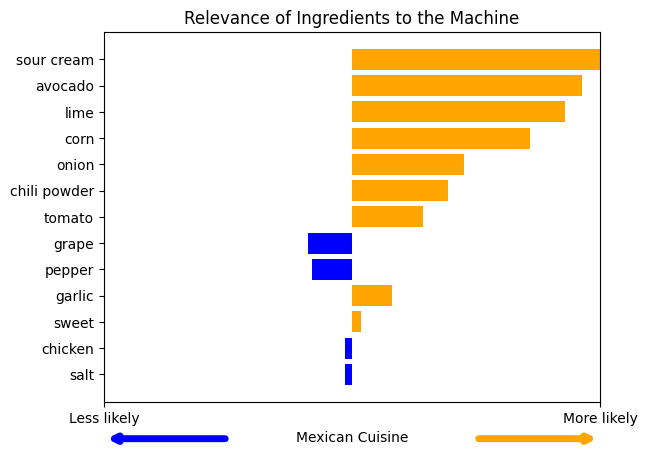 Relevance of Ingredients to the Machine
sour cream
avocado
lime
corn
onion
chili powder
tomato
grape
pepper
garlic
sweet
chicken
salt
Less likely
More likely
Mexican Cuisine